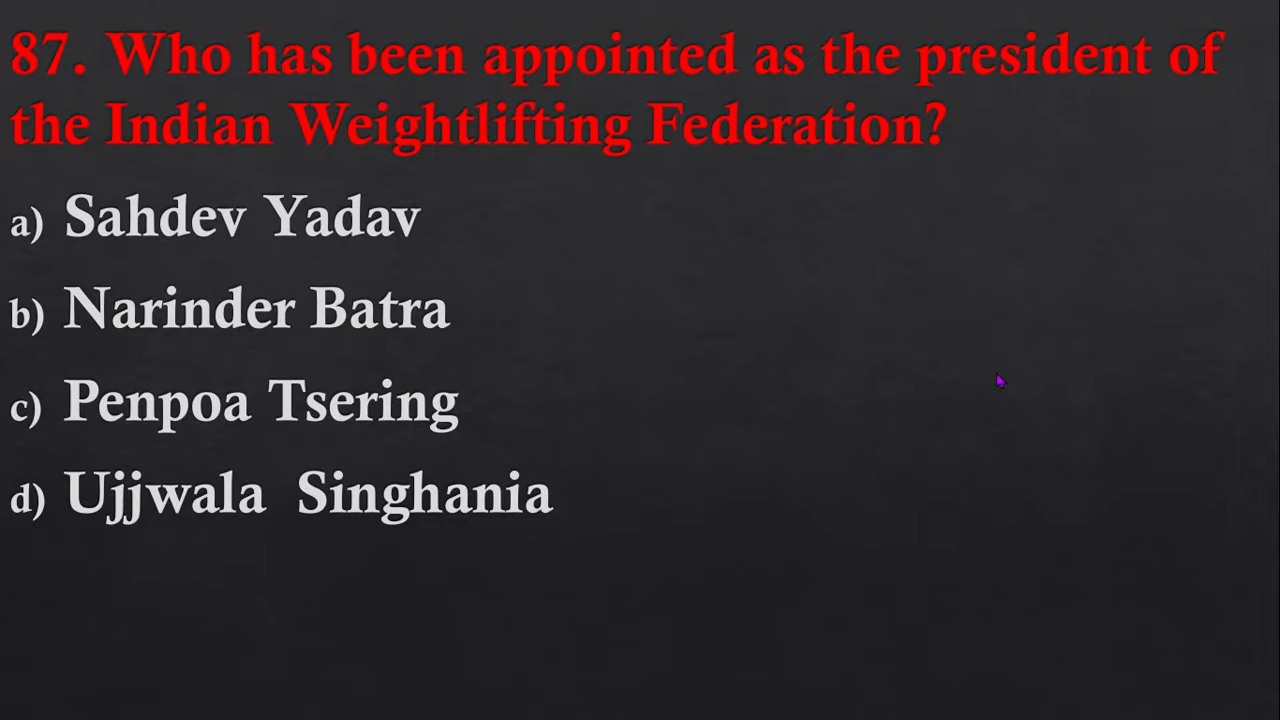 87. Who has been appointed as the president of
the Indian Weightlifting Federation?
a) Sahdev Yadav
b) Narinder Batra
c) Penpoa Tsering
d) Ujjwala Singhania